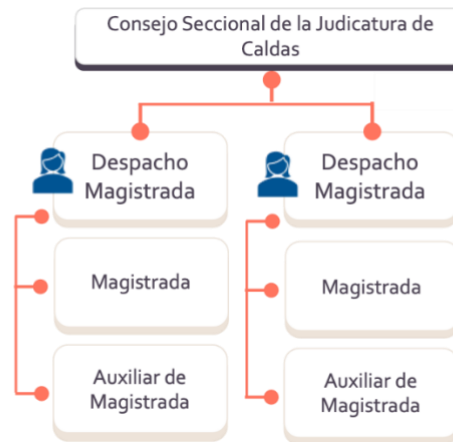 Consejo Seccional de la Judicatura de
Caldas
Despacho
Magistrada
Magistrada
Auxiliar de
Magistrada
Despacho
Magistrada
Magistrada
Auxiliar de
Magistrada